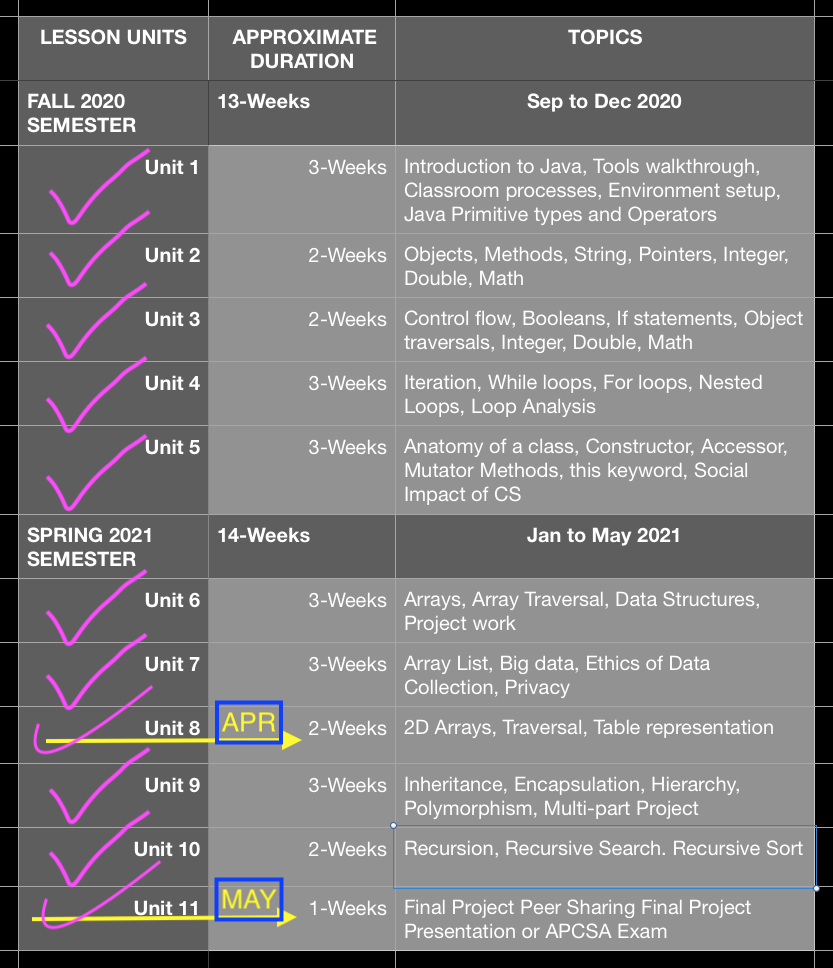 LESSON UNITS
APPROXIMATE
DURATION
TOPICS
FALL 2020
SEMESTER
13-Weeks
Sep to Dec 2020
Unit 1
3-Weeks
Introduction to Java, Tools walkthrough,
Classroom processes, Environment setup,
Java Primitive types and Operators
Unit 2
2-Weeks
Objects, Methods, String, Pointers, Integer,
Double, Math
Unit 3
2-Weeks
Control flow, Booleans, If statements, Object
traversals, Integer, Double, Math
Unit 4
3-Weeks
Iteration, While loops, For loops, Nested
Loops, Loop Analysis
Unit 5
3-Weeks
Anatomy of a class, Constructor, Accessor,
Mutator Methods, this keyword, Social
Impact of CS
SPRING 2021
SEMESTER
14-Weeks
Jan to May 2021
Unit 6
3-Weeks
Arrays, Array Traversal, Data Structures,
Project work
Unit 7
3-Weeks
Array List, Big data, Ethics of Data
Collection, Privacy
Unit 8
APR
2-Weeks
2D Arrays, Traversal, Table representation
Unit 9
3-Weeks
Inheritance, Encapsulation, Hierarchy,
Polymorphism, Multi-part Project
Unit 10
2-Weeks
Recursion, Recursive Search. Recursive Sort
Unit 11
MAY
1-Weeks
Final Project Peer Sharing Final Project
Presentation or APCSA Exam